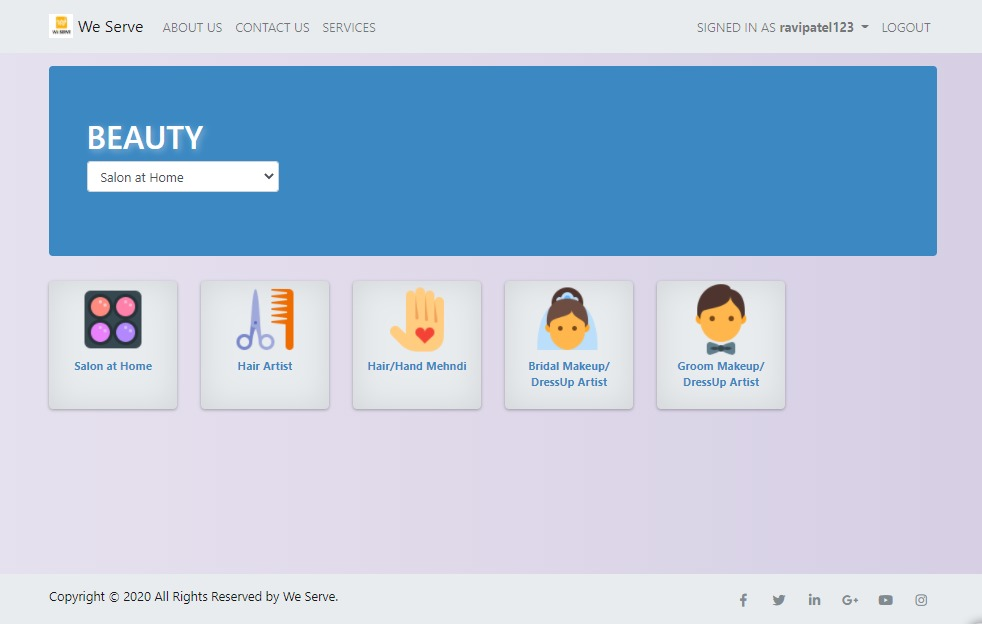 We Serve
ABOUT US
CONTACT US
SERVICES
SIGNED IN AS ravipatel123
LOGOUT
BEAUTY
Salon at Home
Salon at Home
Hair Artist
Hair/Hand Mehndi
Bridal Makeup/
DressUp Artist
Groom Makeup/
DressUp Artist
Copyright © 2020 All Rights Reserved by We Serve.